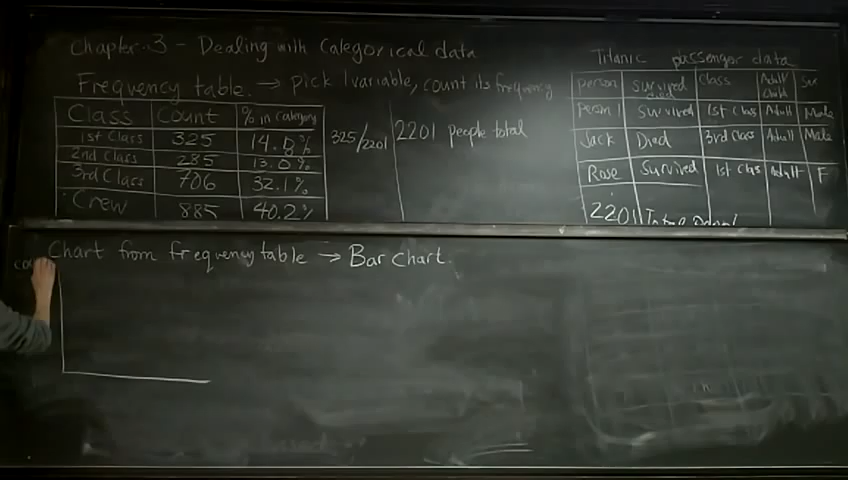 Chapter.3 - Dealing with Categorical data
Frequency table. → pick 1 variable, count its frequency
Class Count % in category
1st Class 325
2nd Class 285 13.0%
3rd Class 706 32.1%
Crew 885 40.2%
325/2201
2201 people total
Titanic passenger data
person survived died class Adult Child Sex
Person 1 survived 1st Class Adult Male
Jack Died 3rd Class Adult Male
Rose Survived 1st Class Adult F
2201
Chart from frequency table → Bar Chart.